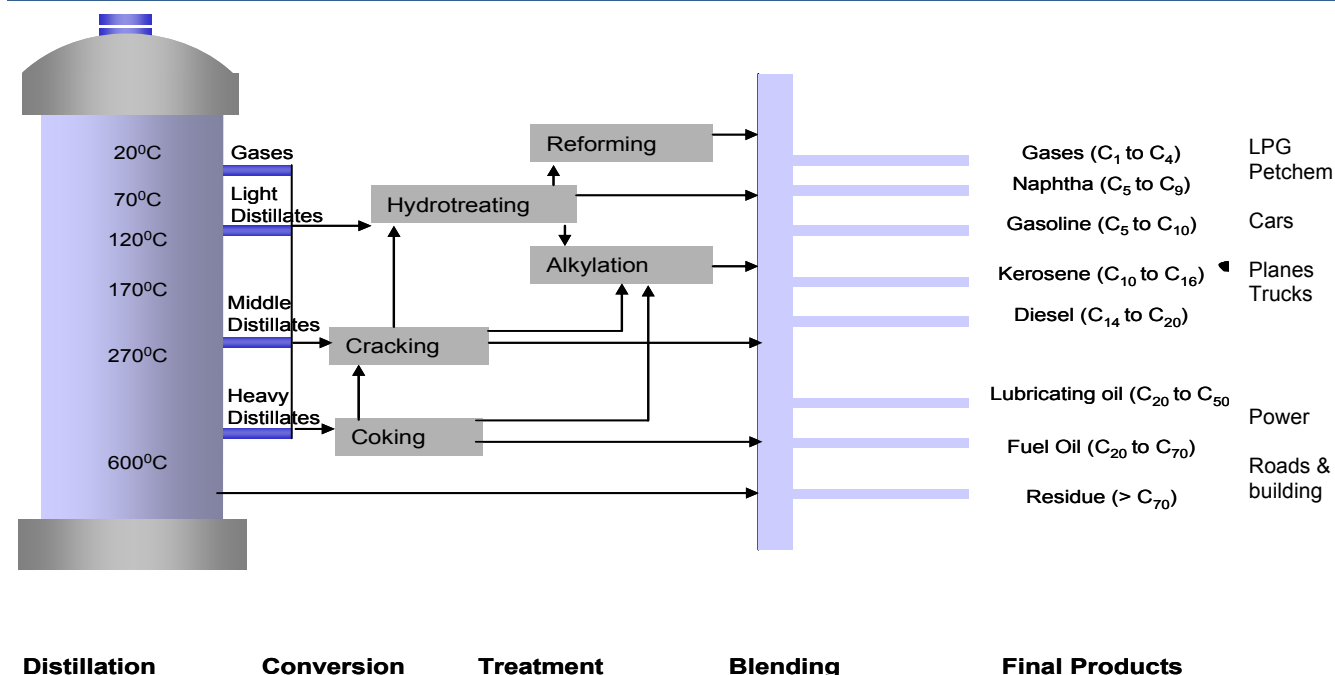 20⁰C
70⁰C
120⁰C
170⁰C
270⁰C
600⁰C
Gases
Light
Distillates
Middle
Distillates
Heavy
Distillates
Reforming
Hydrotreating
Alkylation
Cracking
Coking
Gases (C₁ to C₄)
Naphtha (C₅ to C₉)
Gasoline (C₅ to C₁₀)
Kerosene (C₁₀ to C₁₆)
Diesel (C₁₄ to C₂₀)
Lubricating oil (C₂₀ to C₅₀
Fuel Oil (C₂₀ to C₇₀)
Residue (> C₇₀)
LPG
Petchem
Cars
Planes
Trucks
Power
Roads &
building
Distillation Conversion Treatment Blending Final Products